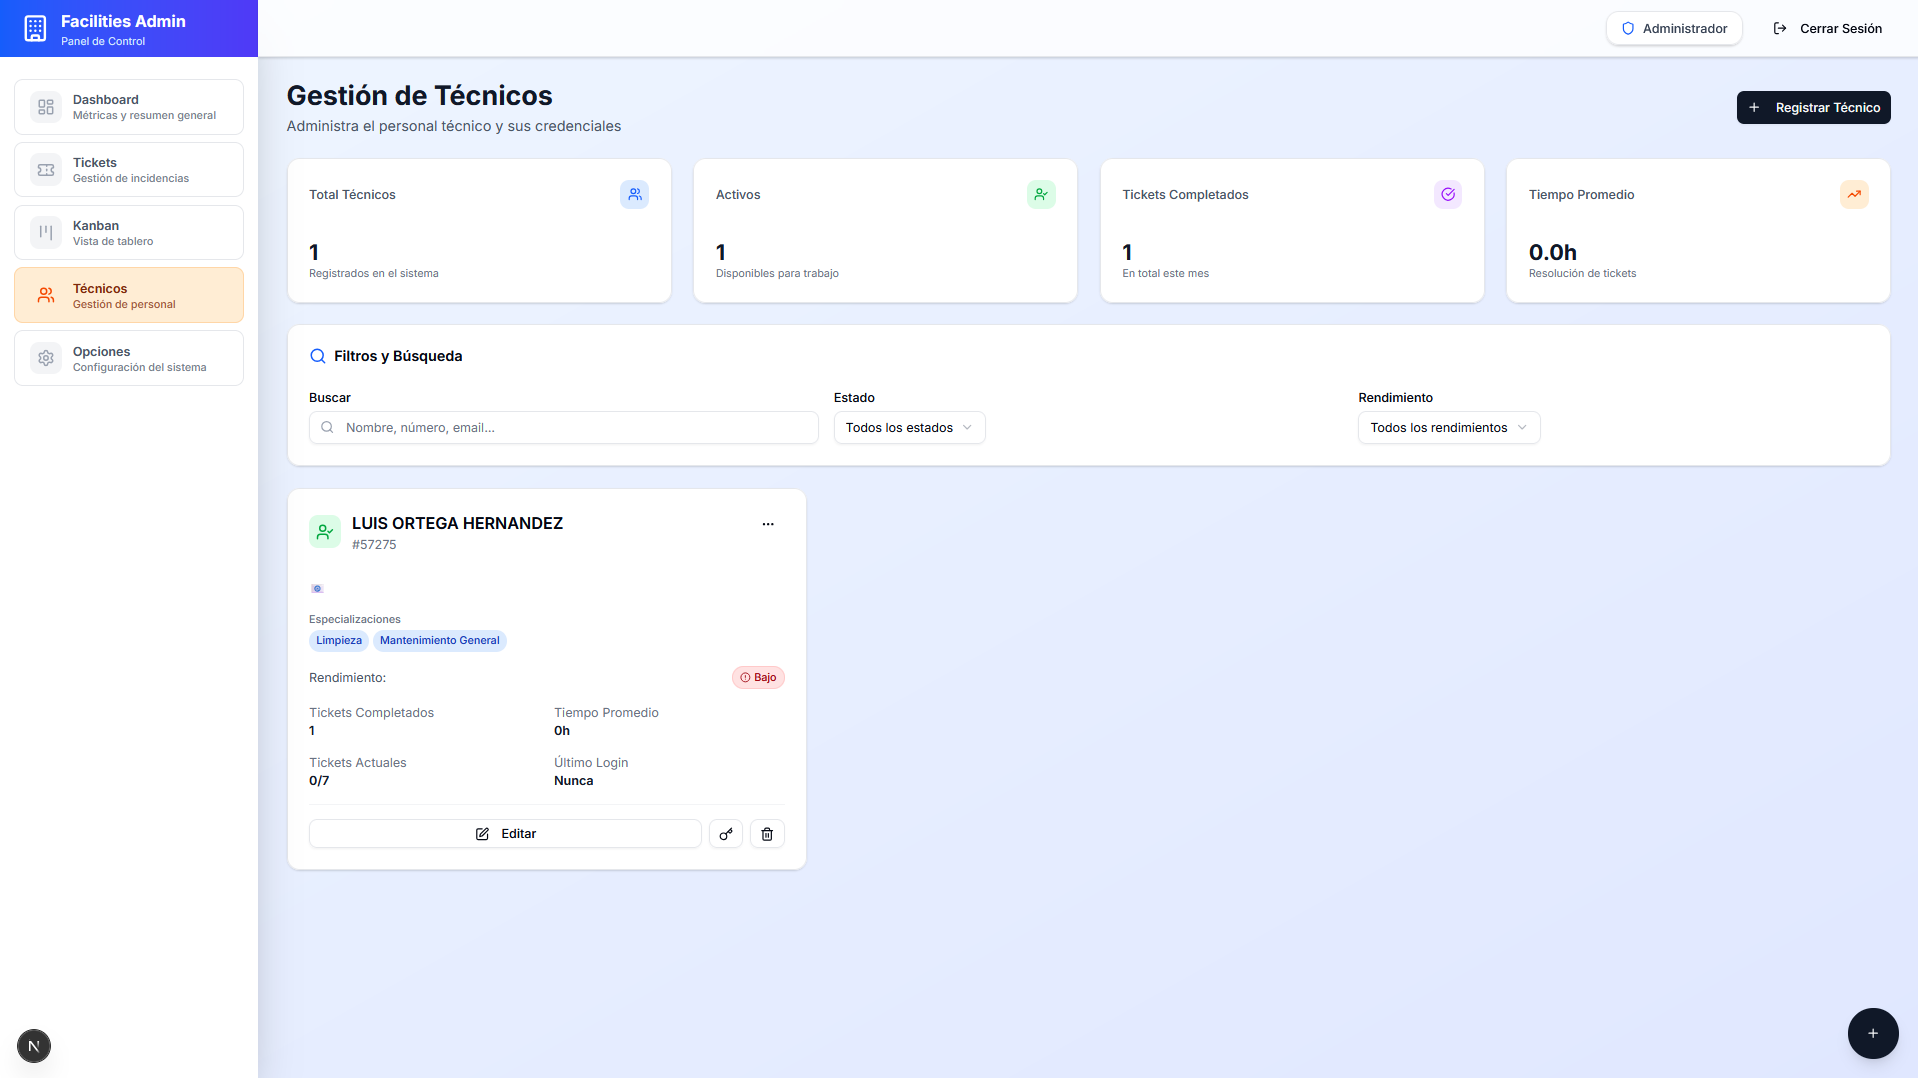 Facilities Admin
Panel de Control
Administrador
Cerrar Sesión
Dashboard
Métricas y resumen general
Tickets
Gestión de incidencias
Kanban
Vista de tablero
Técnicos
Gestión de personal
Opciones
Configuración del sistema
Gestión de Técnicos
Administra el personal técnico y sus credenciales
Registrar Técnico
Total Técnicos
1
Registrados en el sistema
Activos
1
Disponibles para trabajo
Tickets Completados
1
En total este mes
Tiempo Promedio
0.0h
Resolución de tickets
Filtros y Búsqueda
Buscar
Nombre, número, email...
Estado
Todos los estados
Rendimiento
Todos los rendimientos
LUIS ORTEGA HERNANDEZ
#57275
Especializaciones
Limpieza Mantenimiento General
Rendimiento: Bajo
Tickets Completados
1
Tiempo Promedio
0h
Tickets Actuales
0/7
Último Login
Nunca
Editar
N